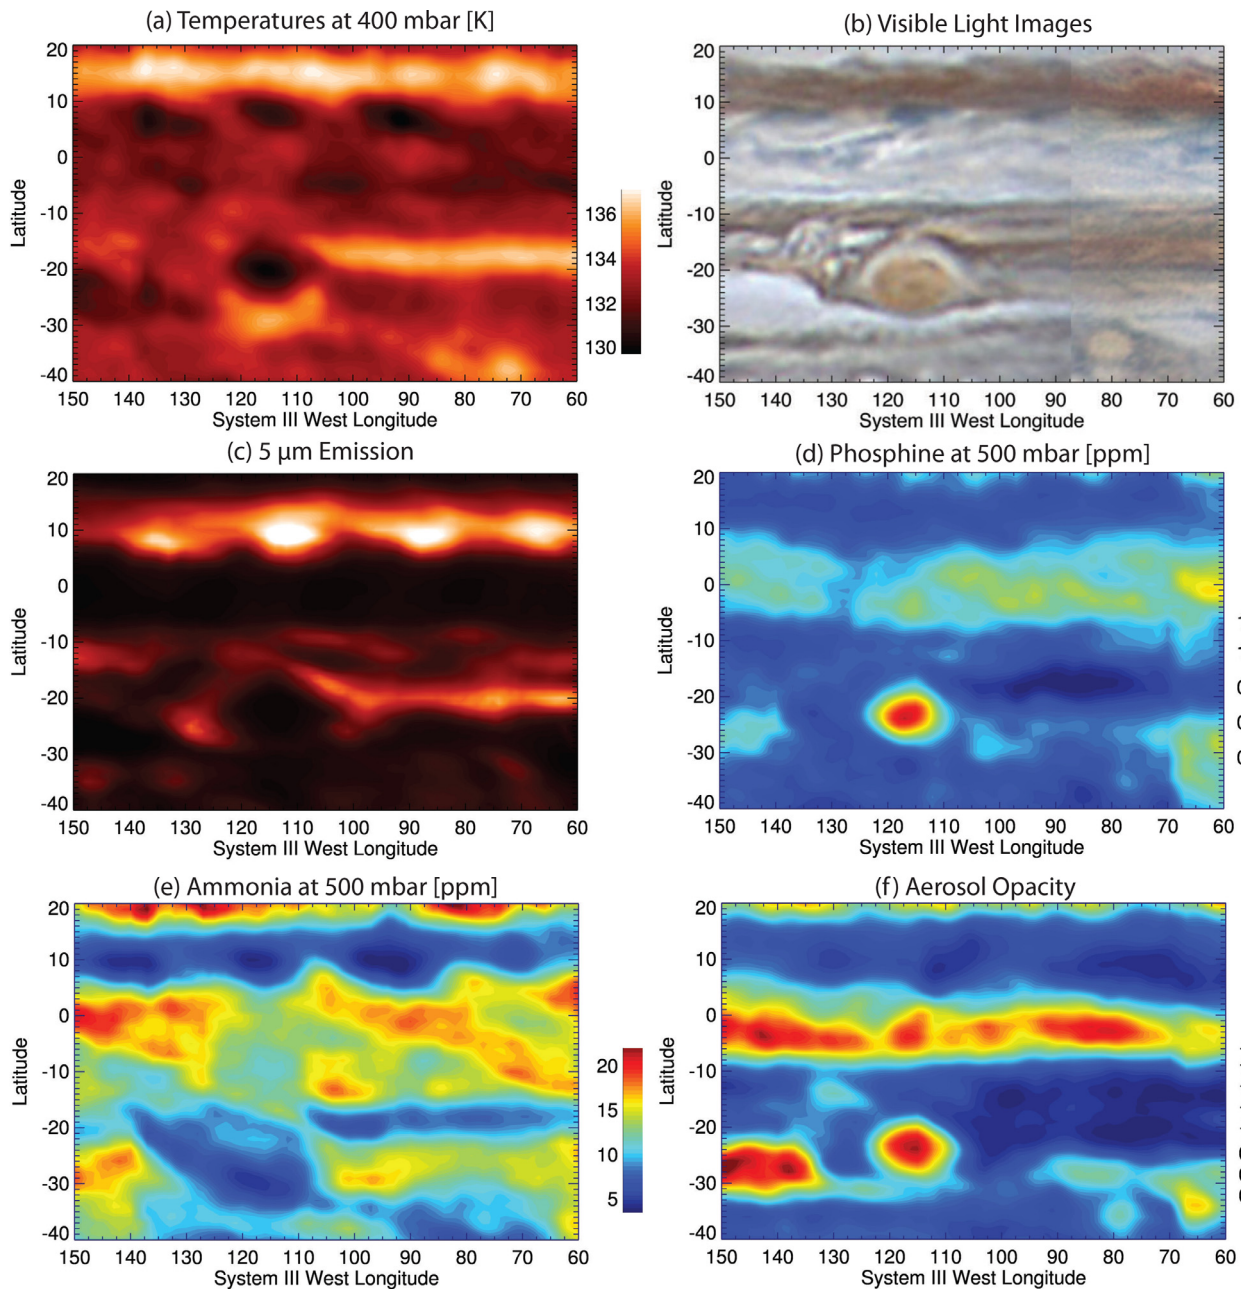 (a) Temperatures at 400 mbar [K]
20
10
0
-10
-20
-30
-40
Latitude
150 140 130 120 110 100 90 80 70 60
System III West Longitude
136
134
132
130
(b) Visible Light Images
20
10
0
-10
-20
-30
-40
Latitude
150 140 130 120 110 100 90 80 70 60
System III West Longitude
(c) 5 μm Emission
20
10
0
-10
-20
-30
-40
Latitude
150 140 130 120 110 100 90 80 70 60
System III West Longitude
(d) Phosphine at 500 mbar [ppm]
20
10
0
-10
-20
-30
-40
Latitude
150 140 130 120 110 100 90 80 70 60
System III West Longitude
(e) Ammonia at 500 mbar [ppm]
20
10
0
-10
-20
-30
-40
Latitude
150 140 130 120 110 100 90 80 70 60
System III West Longitude
20
15
10
5
(f) Aerosol Opacity
20
10
0
-10
-20
-30
-40
Latitude
150 140 130 120 110 100 90 80 70 60
System III West Longitude